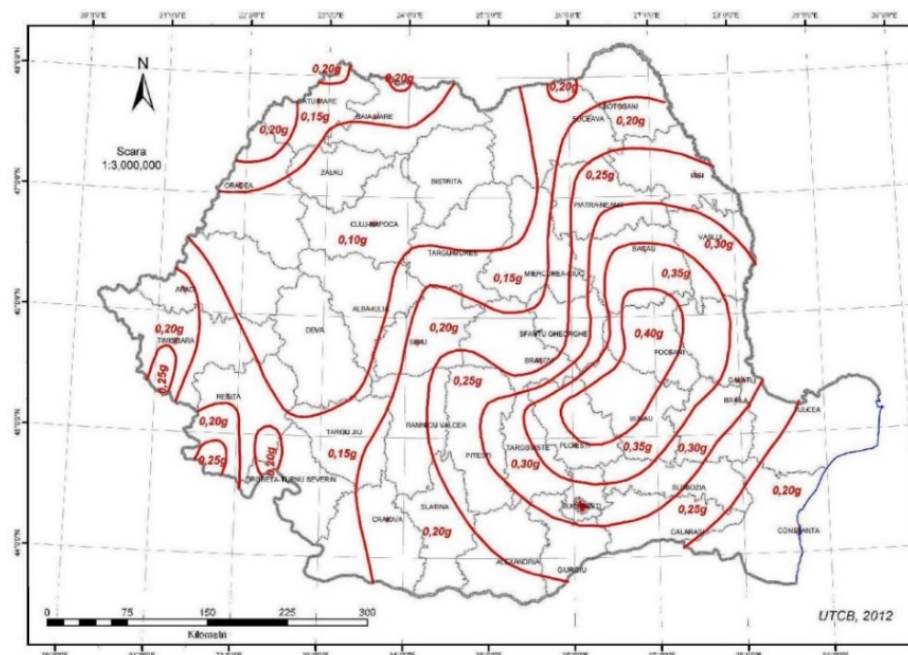 N
Scara
1:3,000,000
0,20g
0,20g
0,20g
SATU MARE
0,15g
BAIA MARE
0,20g
BOTOSANI
SUCEAVA
0,20g
ORADEA
ZALAU
BISTRITA
0,25g
IASI
PIATRA NEAMT
CLUJ-NAPOCA
0,10g
TARGU-MURES
VASLUI
0,30g
BACAU
MIERCUREA-CIUC
0,15g
0,35g
ARAD
ALBA-IULIA
0,20g
TIMISOARA
DEVA
0,20g
SIBIU
SFANTU GHEORGHE
0,40g
FOCSANI
BRASOV
0,25g
0,25g
GALATI
RESITA
BRAILA
TULCEA
0,20g
TARGU JIU
RAMNICU VALCEA
BUZAU
0,15g
PITESTI
TARGOVISTE
PLOIESTI
0,35g
0,30g
0,25g
0,20g
0,30g
DROBETA-TURNU SEVERIN
SLOBOZIA
0,20g
BUCURESTI
0,25g
CRAIOVA
SLATINA
0,20g
CALARASI
CONSTANTA
ALEXANDRIA
GIURGIU
0 75 150 225 300
Kilometri
UTCB, 2012